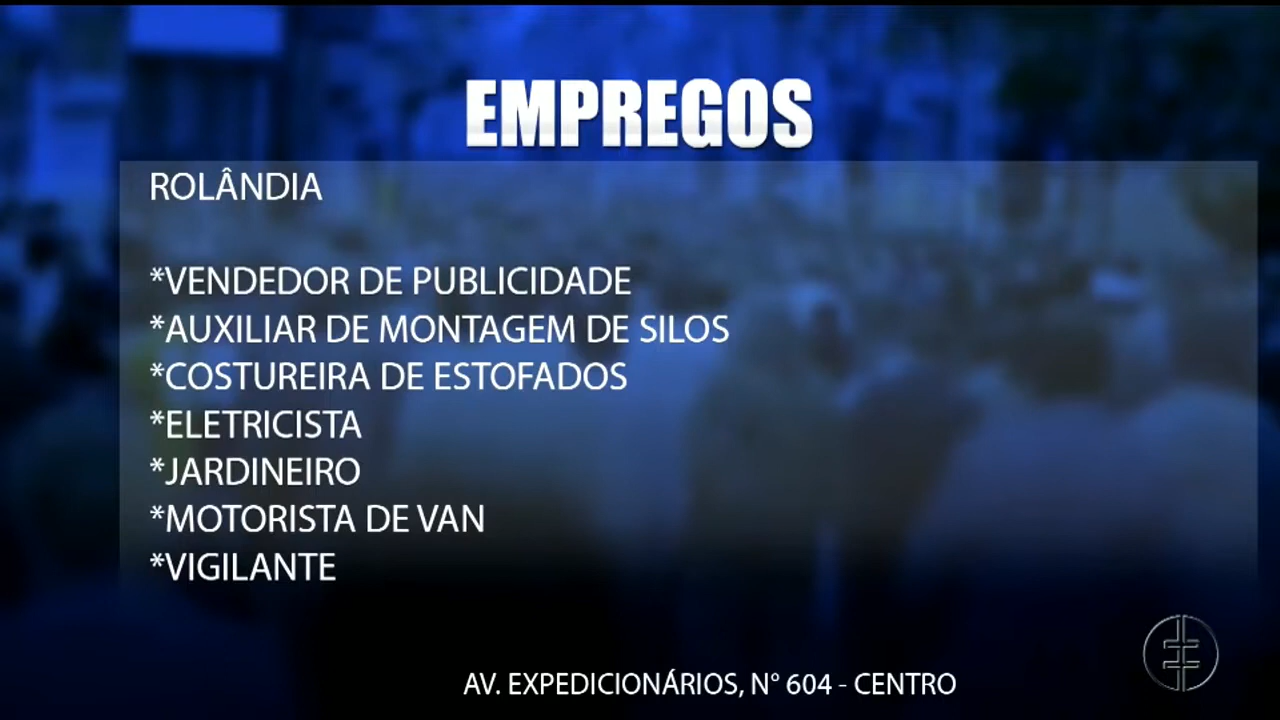 EMPREGOS
ROLÂNDIA
*VENDEDOR DE PUBLICIDADE
*AUXILIAR DE MONTAGEM DE SILOS
*COSTUREIRA DE ESTOFADOS
*ELETRICISTA
*JARDINEIRO
*MOTORISTA DE VAN
*VIGILANTE
AV. EXPEDICIONÁRIOS, N° 604 - CENTRO